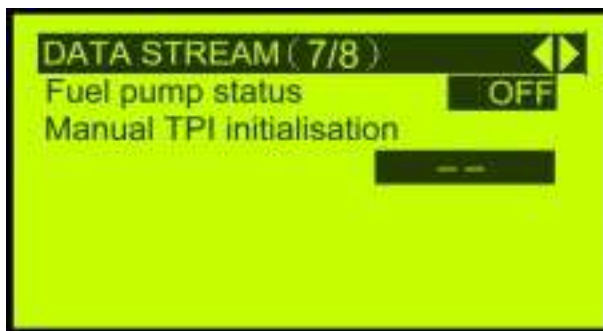 DATA STREAM ( 7/8 )
Fuel pump status OFF
Manual TPI initialisation
— —